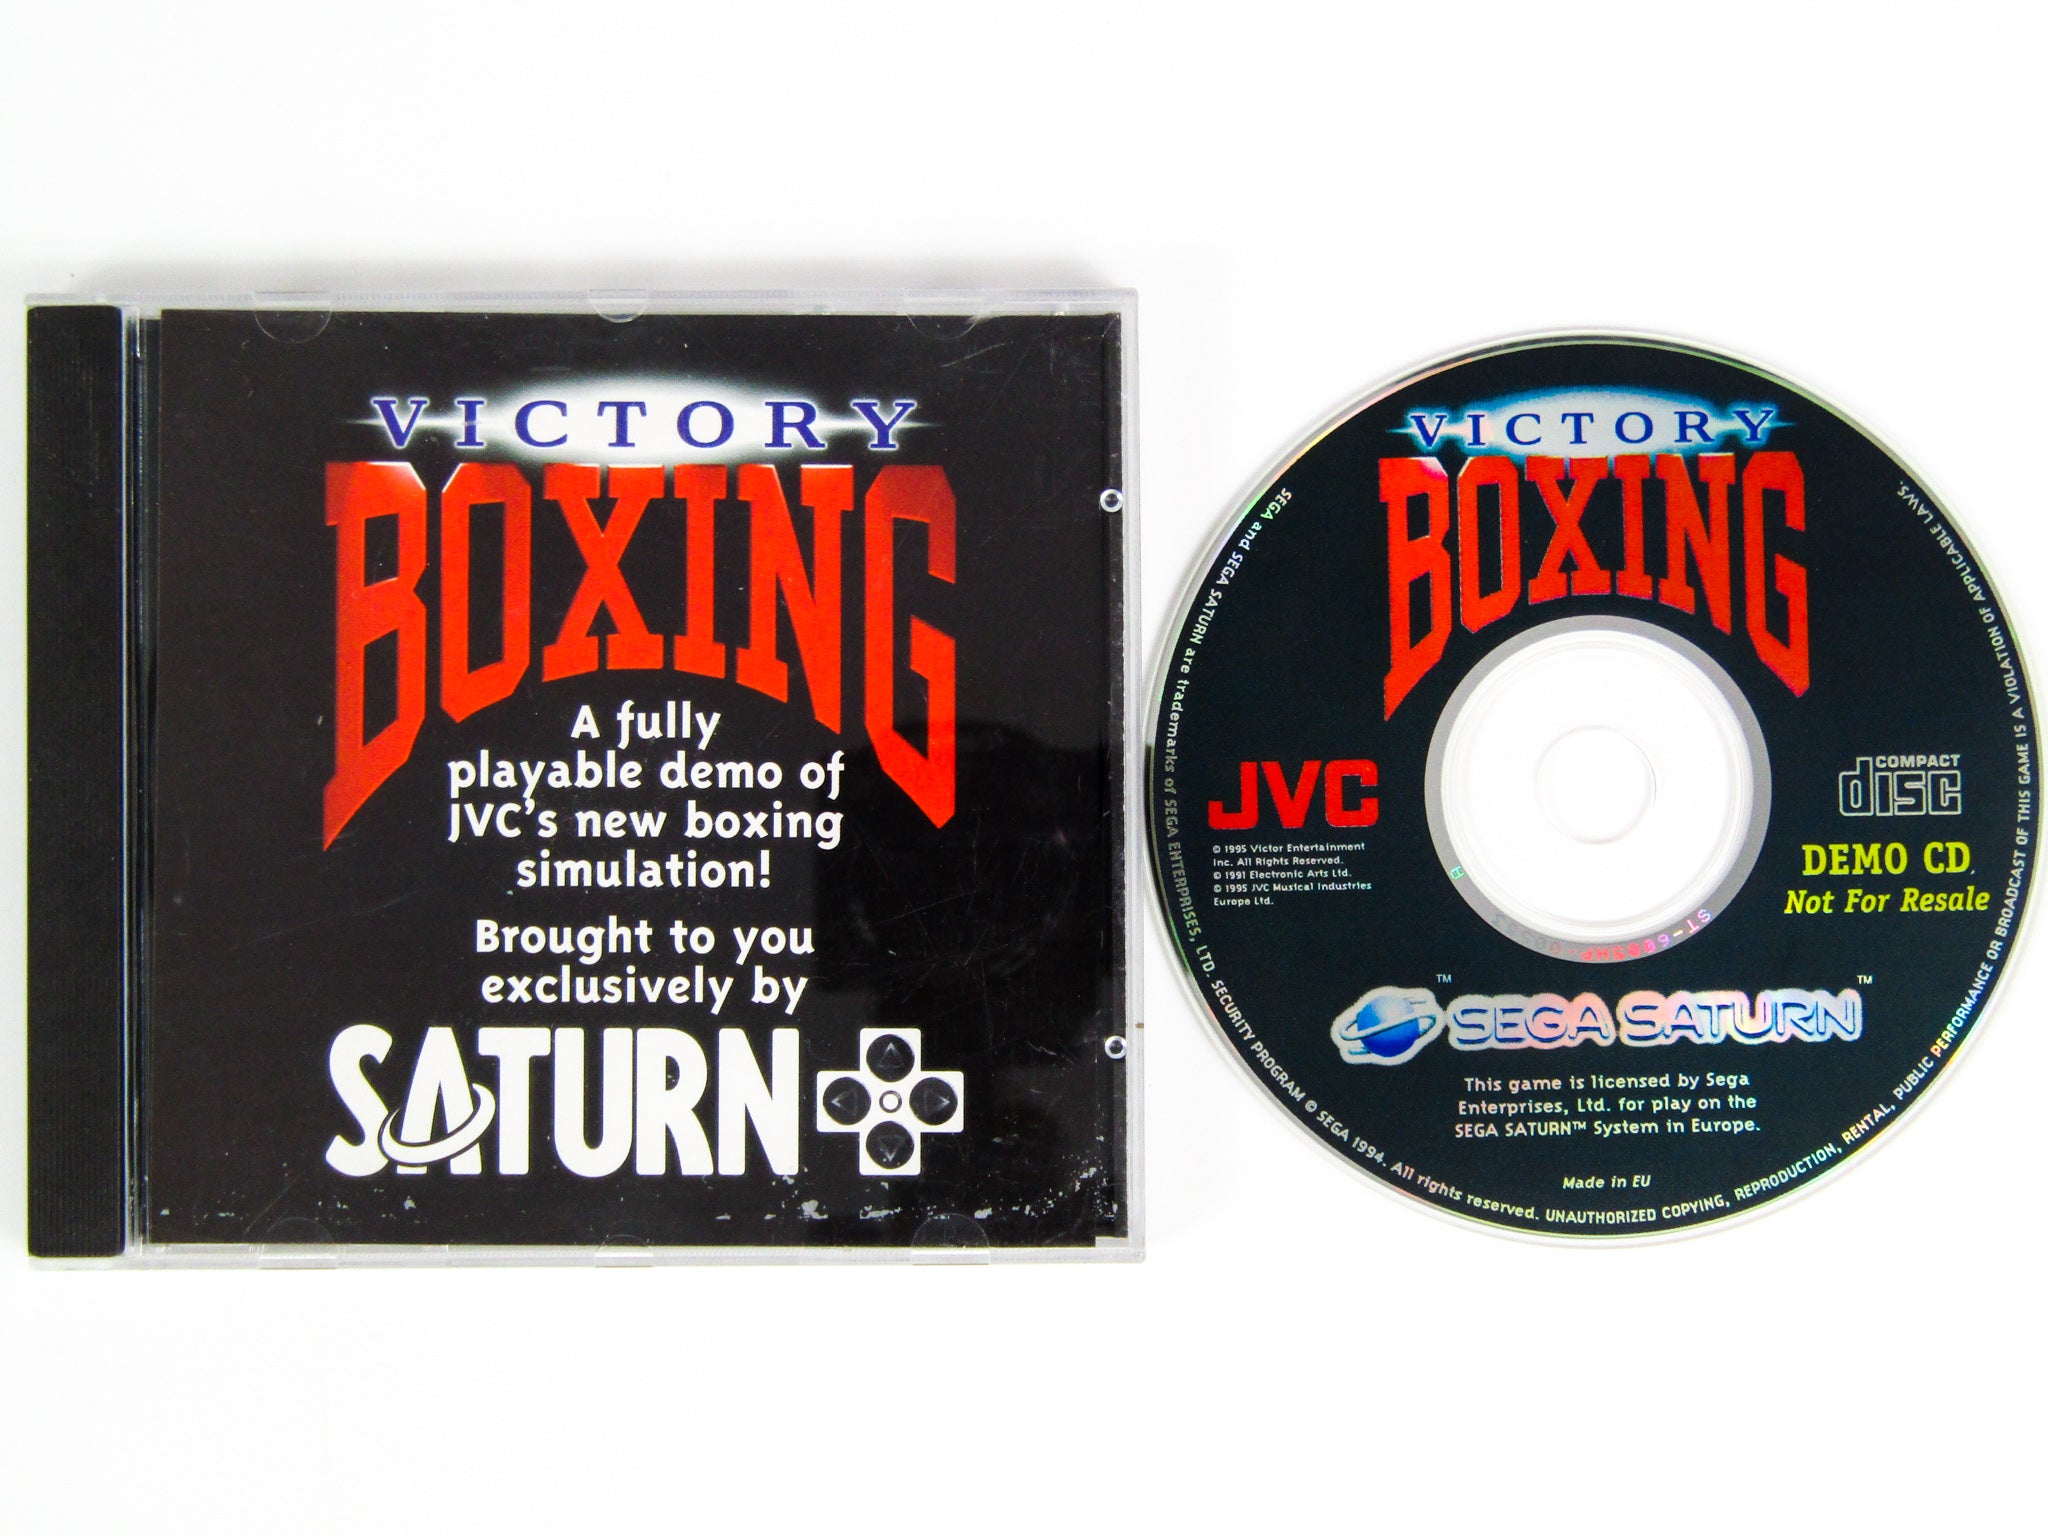 VICTORY
BOXING
A fully
playable demo of
JVC's new boxing
simulation!
Brought to you
exclusively by
SATURN
VICTORY
BOXING
JVC
© 1995 Victor Entertainment
Inc. All Rights Reserved.
© 1991 Electronic Arts Ltd.
© 1995 JVC Musical Industries
Europe Ltd.
COMPACT
disc
DEMO CD
Not For Resale
™ SEGA SATURN ™
This game is licensed by Sega
Enterprises, Ltd. for play on the
SEGA SATURN™ System in Europe.
Made in EU
SEGA and SEGA SATURN are trademarks of SEGA ENTERPRISES, LTD. SECURITY PROGRAM © SEGA 1994. All rights reserved. UNAUTHORIZED COPYING, REPRODUCTION, RENTAL, PUBLIC PERFORMANCE OR BROADCAST OF THIS GAME IS A VIOLATION OF APPLICABLE LAWS.